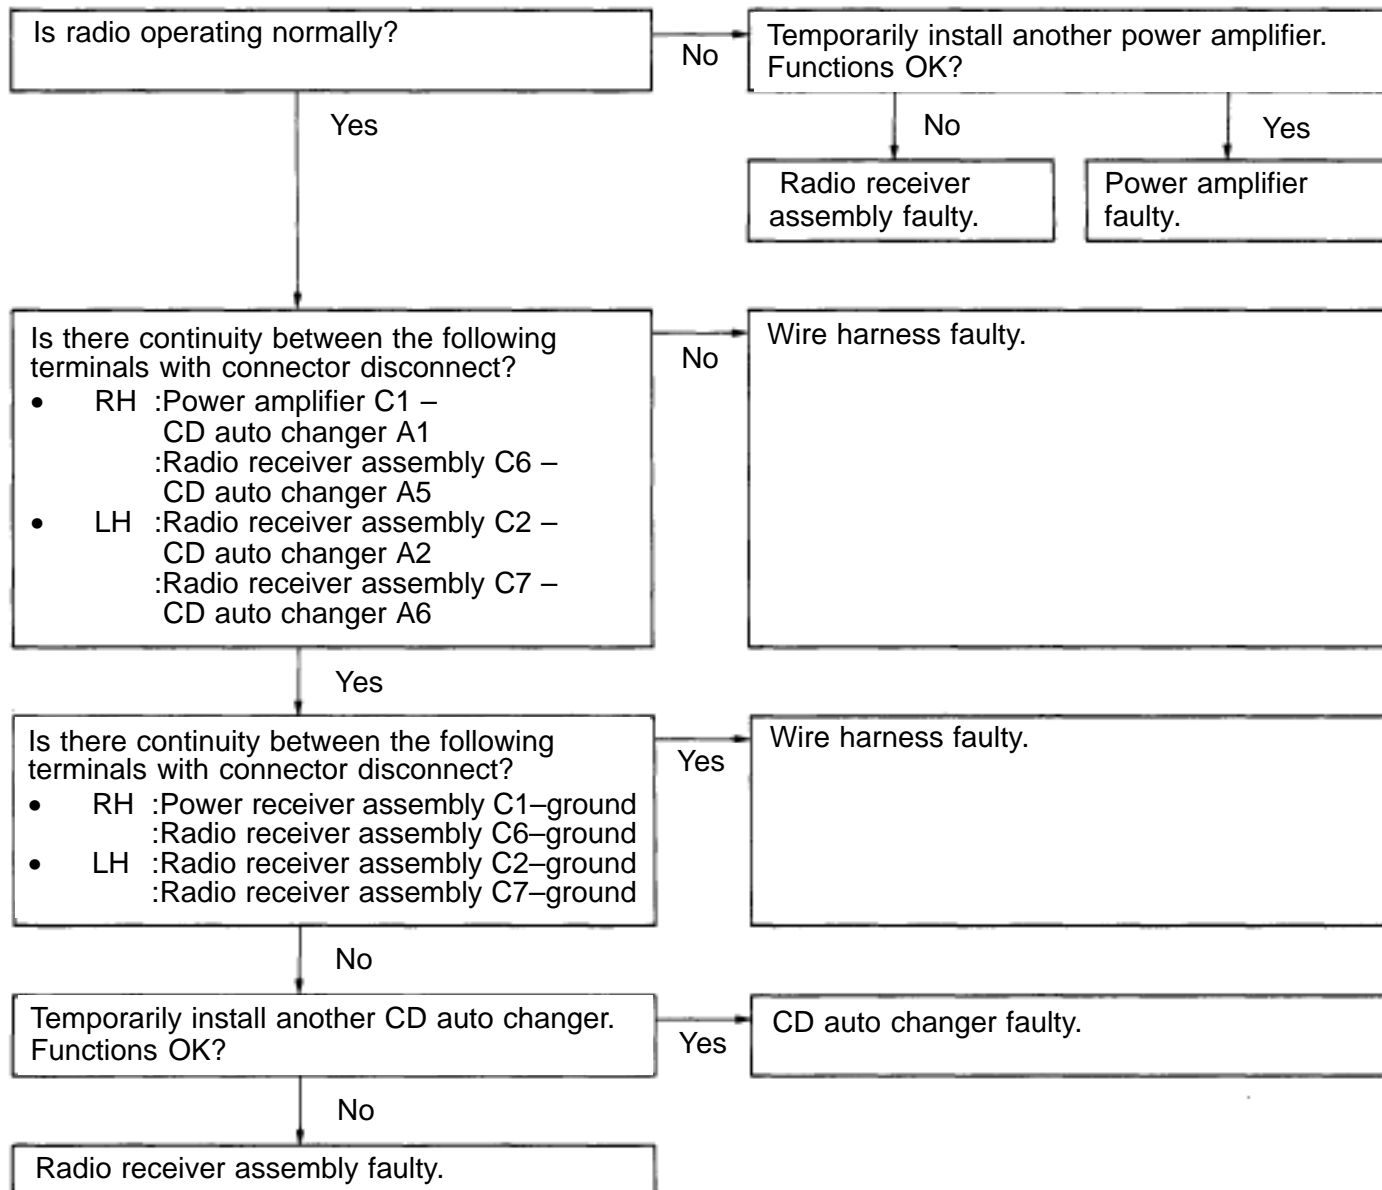 Is radio operating normally?
No
Temporarily install another power amplifier.
Functions OK?
Yes
No
Yes
Radio receiver
assembly faulty.
Power amplifier
faulty.
Is there continuity between the following
terminals with connector disconnect?
• RH :Power amplifier C1 –
CD auto changer A1
:Radio receiver assembly C6 –
CD auto changer A5
• LH :Radio receiver assembly C2 –
CD auto changer A2
:Radio receiver assembly C7 –
CD auto changer A6
No
Wire harness faulty.
Yes
Is there continuity between the following
terminals with connector disconnect?
• RH :Power receiver assembly C1–ground
:Radio receiver assembly C6–ground
• LH :Radio receiver assembly C2–ground
:Radio receiver assembly C7–ground
Yes
Wire harness faulty.
No
Temporarily install another CD auto changer.
Functions OK?
Yes
CD auto changer faulty.
No
Radio receiver assembly faulty.